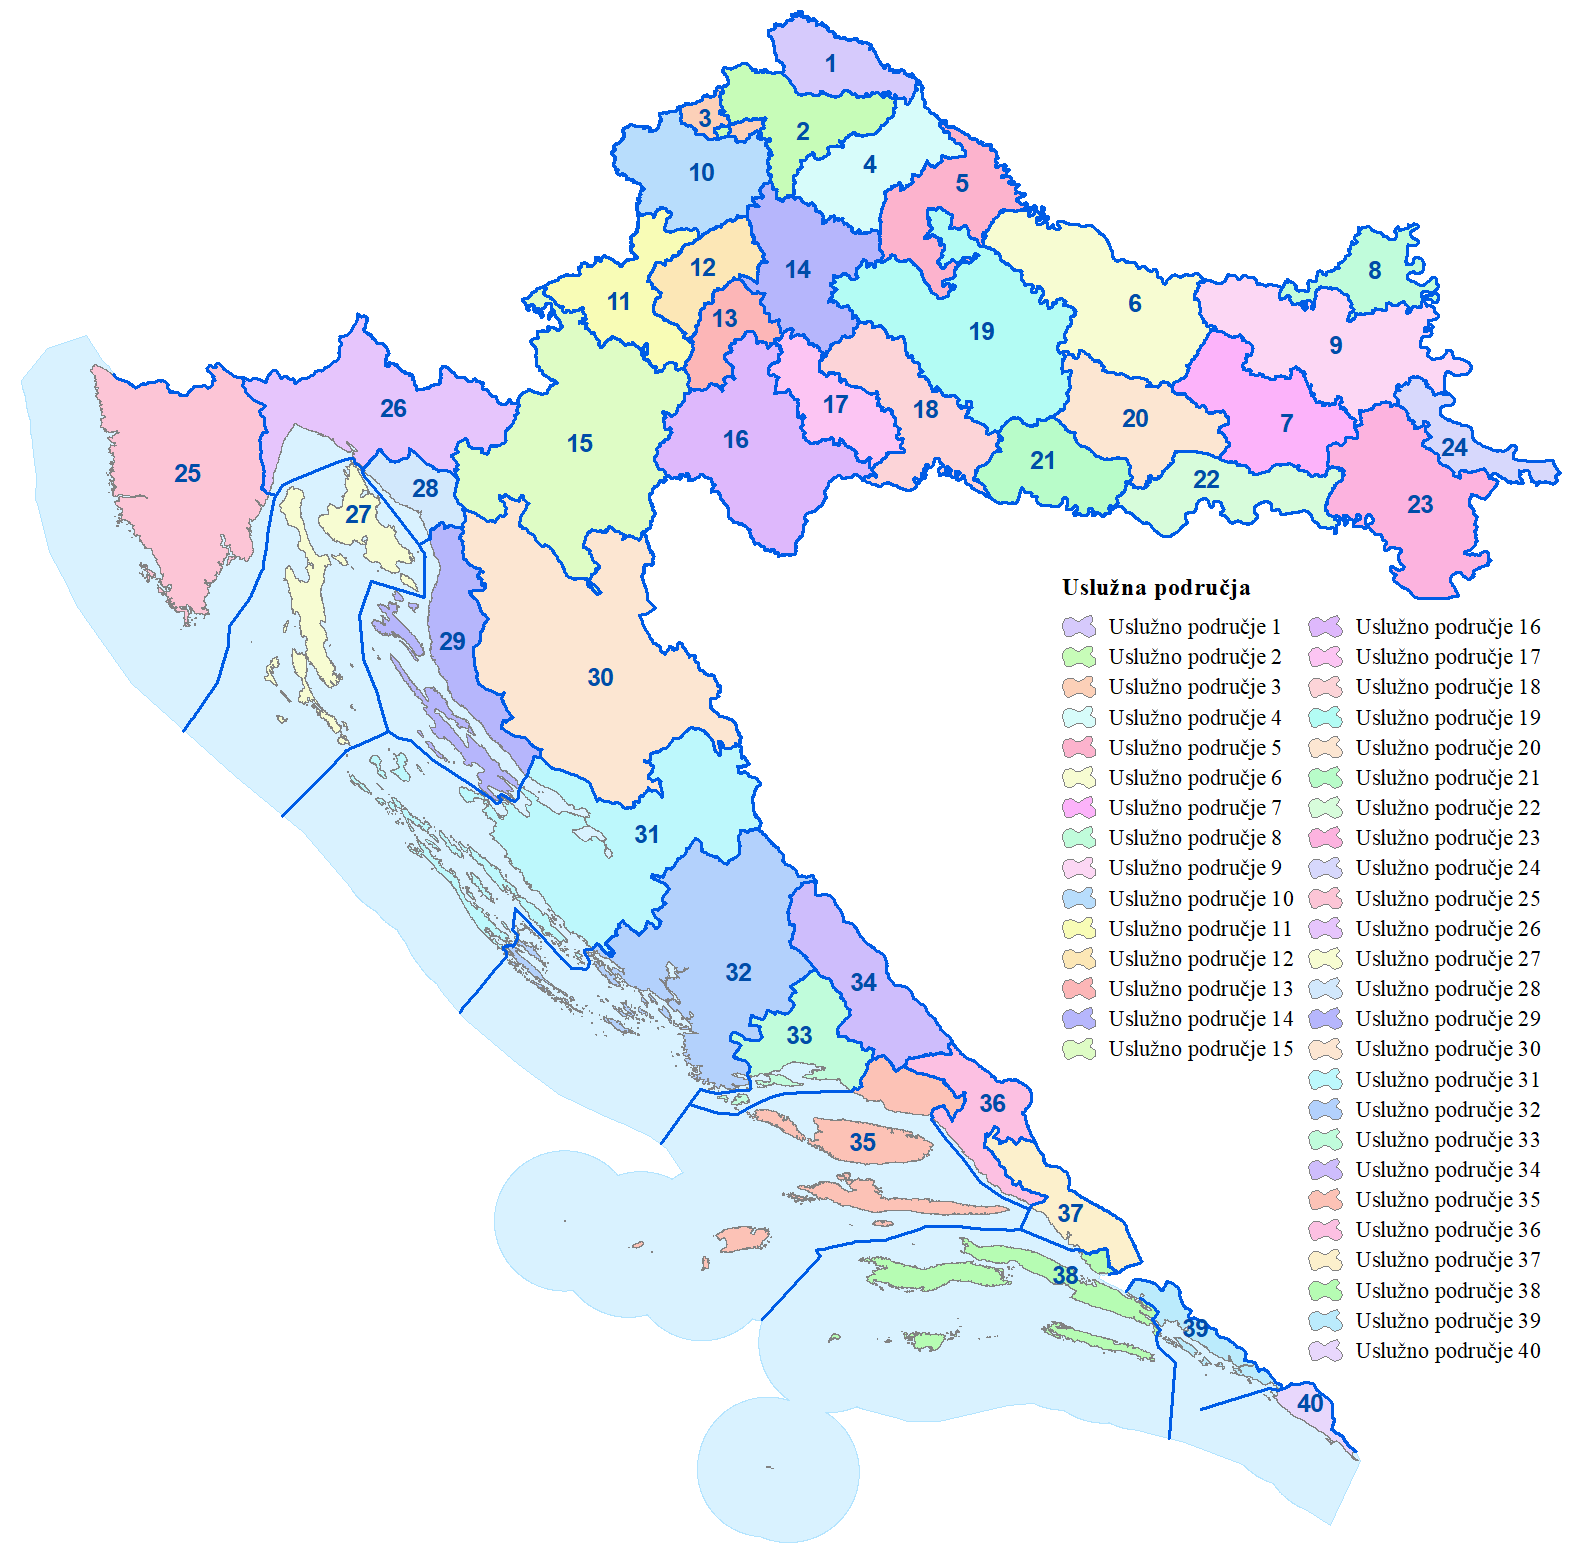 1
2
3
4
5
6
7
8
9
10
11
12
13
14
15
16
17
18
19
20
21
22
23
24
25
26
27
28
29
30
31
32
33
34
35
36
37
38
39
40
Uslužna područja
Uslužno područje 1
Uslužno područje 2
Uslužno područje 3
Uslužno područje 4
Uslužno područje 5
Uslužno područje 6
Uslužno područje 7
Uslužno područje 8
Uslužno područje 9
Uslužno područje 10
Uslužno područje 11
Uslužno područje 12
Uslužno područje 13
Uslužno područje 14
Uslužno područje 15
Uslužno područje 16
Uslužno područje 17
Uslužno područje 18
Uslužno područje 19
Uslužno područje 20
Uslužno područje 21
Uslužno područje 22
Uslužno područje 23
Uslužno područje 24
Uslužno područje 25
Uslužno područje 26
Uslužno područje 27
Uslužno područje 28
Uslužno područje 29
Uslužno područje 30
Uslužno područje 31
Uslužno područje 32
Uslužno područje 33
Uslužno područje 34
Uslužno područje 35
Uslužno područje 36
Uslužno područje 37
Uslužno područje 38
Uslužno područje 39
Uslužno područje 40